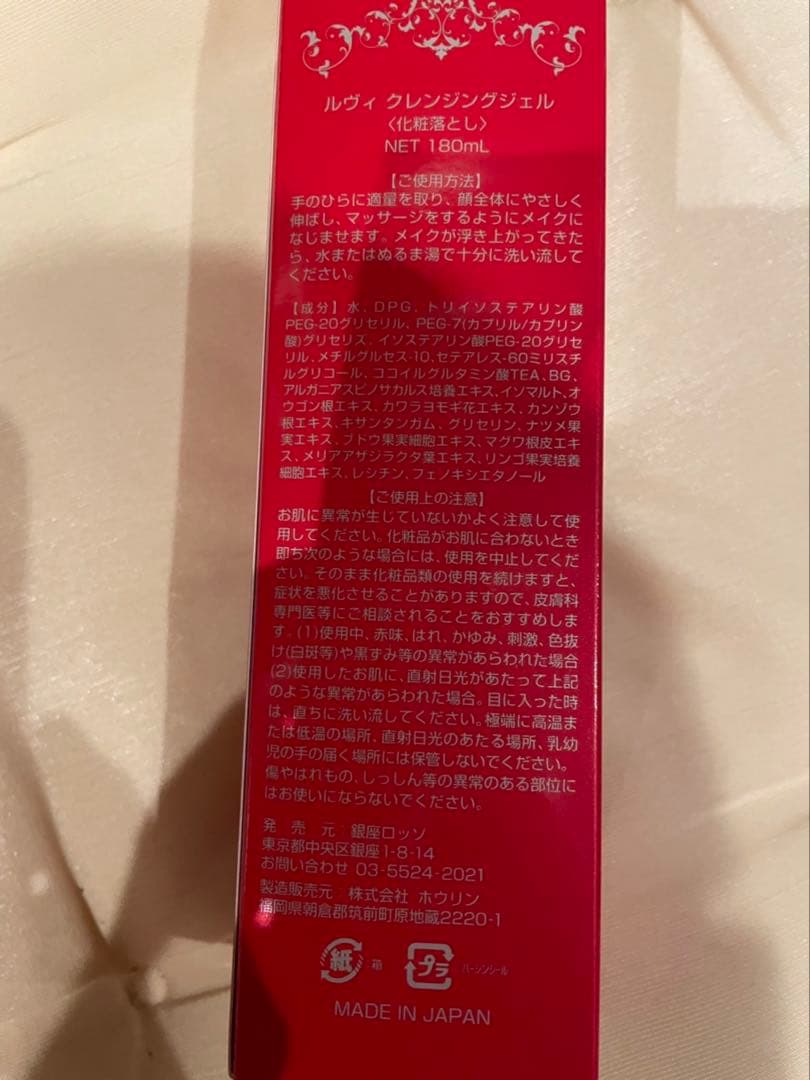 ルヴィ クレンジングジェル
〈化粧落とし〉
NET 180mL
【ご使用方法】
手のひらに適量を取り、顔全体にやさしく
伸ばし、マッサージをするようにメイクに
なじませます。メイクが浮き上がってきた
ら、水またはぬるま湯で十分に洗い流して
ください。
【成分】水、DPG、トリイソステアリン酸
PEG-20グリセリル、PEG-7(カプリル/カプリン
酸)グリセリズ、イソステアリン酸PEG-20グリセ
リル、メチルグルセス-10、セテアレス-60ミリスチ
ルグリコール、ココイルグルタミン酸TEA、BG、
アルガニアスピノサカルス培養エキス、イソマルト、オ
ウゴン根エキス、カワラヨモギ花エキス、カンゾウ
根エキス、キサンタンガム、グリセリン、ナツメ果
実エキス、ブドウ果実細胞エキス、マグワ根皮エキ
ス、メリアアザジラクタ葉エキス、リンゴ果実培養
細胞エキス、レシチン、フェノキシエタノール
【ご使用上の注意】
お肌に異常が生じていないかよく注意して使
用してください。化粧品がお肌に合わないとき
即ち次のような場合には、使用を中止してくだ
さい。そのまま化粧品類の使用を続けますと、
症状を悪化させることがありますので、皮膚科
専門医等にご相談されることをおすすめしま
す。(1)使用中、赤味、はれ、かゆみ、刺激、色抜
け(白斑等)や黒ずみ等の異常があらわれた場合
(2)使用したお肌に、直射日光があたって上記
のような異常があらわれた場合。目に入った時
は、直ちに洗い流してください。極端に高温ま
たは低温の場所、直射日光のあたる場所、乳幼
児の手の届く場所には保管しないでください。
傷やはれもの、しっしん等の異常のある部位に
はお使いにならないでください。
発 売 元：銀座ロッソ
東京都中央区銀座1-8-14
お問い合わせ 03-5524-2021
製造販売元：株式会社 ホウリン
福岡県朝倉郡筑前町原地蔵2220-1
紙 :箱 プラ :バージンシール
MADE IN JAPAN